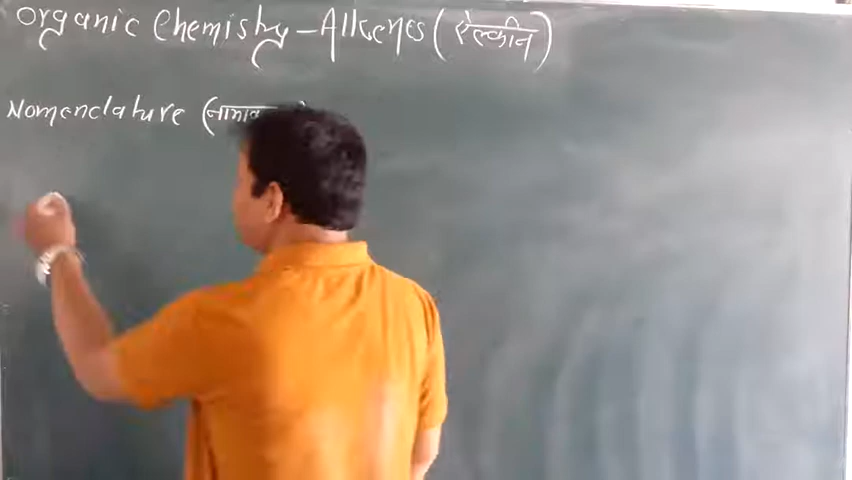 Organic Chemistry - Alkenes (ऐल्कीन)
Nomenclature